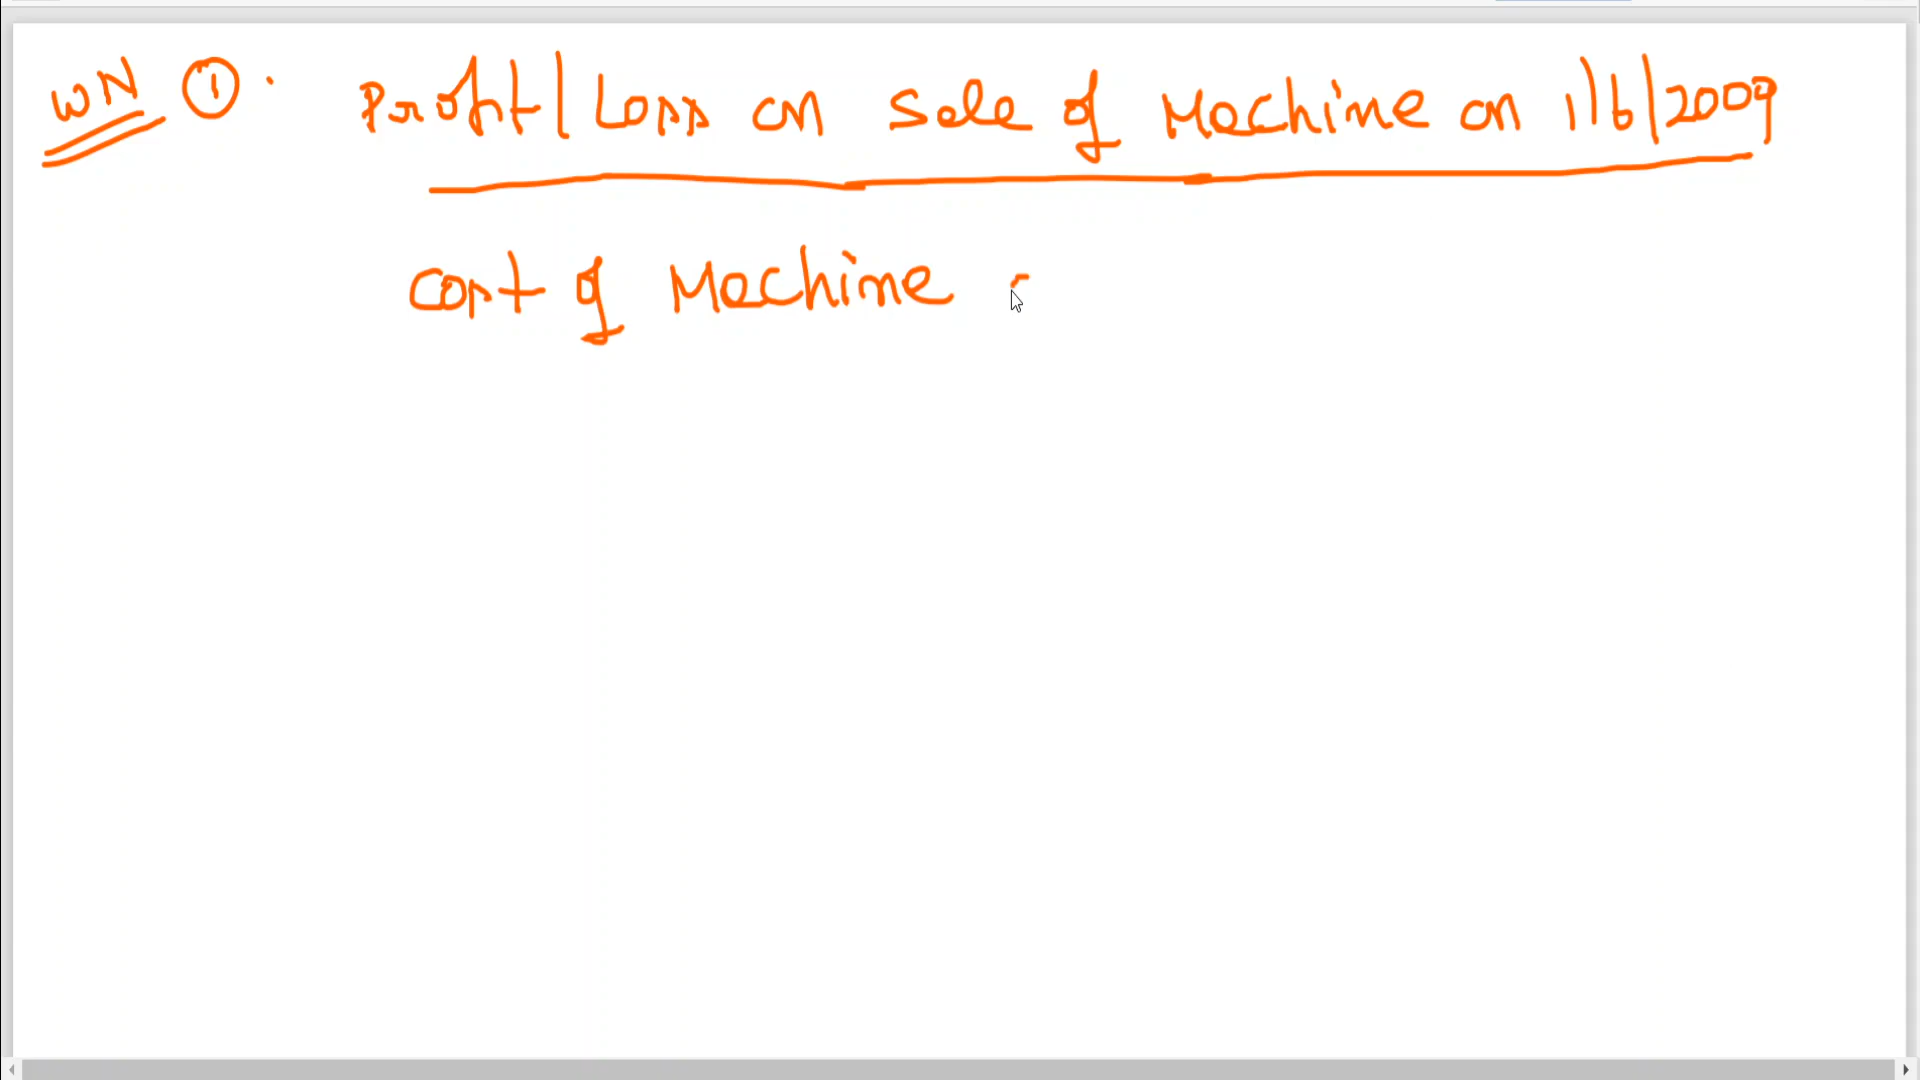 WN ①. Profit/Loss on Sale of Machine on 1/6/2009
Cost of Machine